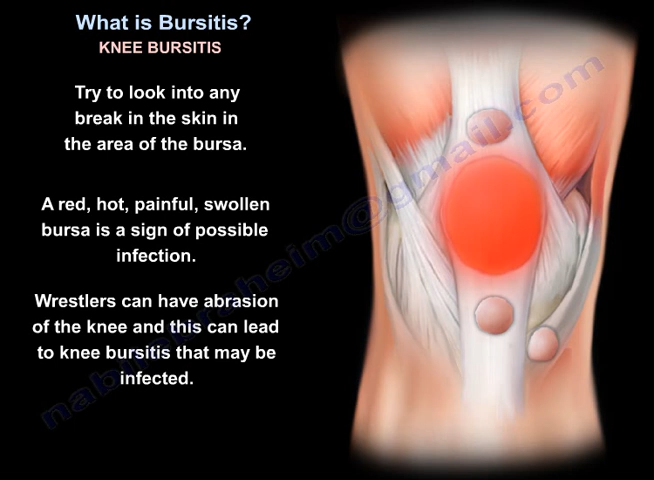 What is Bursitis?
KNEE BURSITIS
Try to look into any
break in the skin in
the area of the bursa.
A red, hot, painful, swollen
bursa is a sign of possible
infection.
Wrestlers can have abrasion
of the knee and this can lead
to knee bursitis that may be
infected.